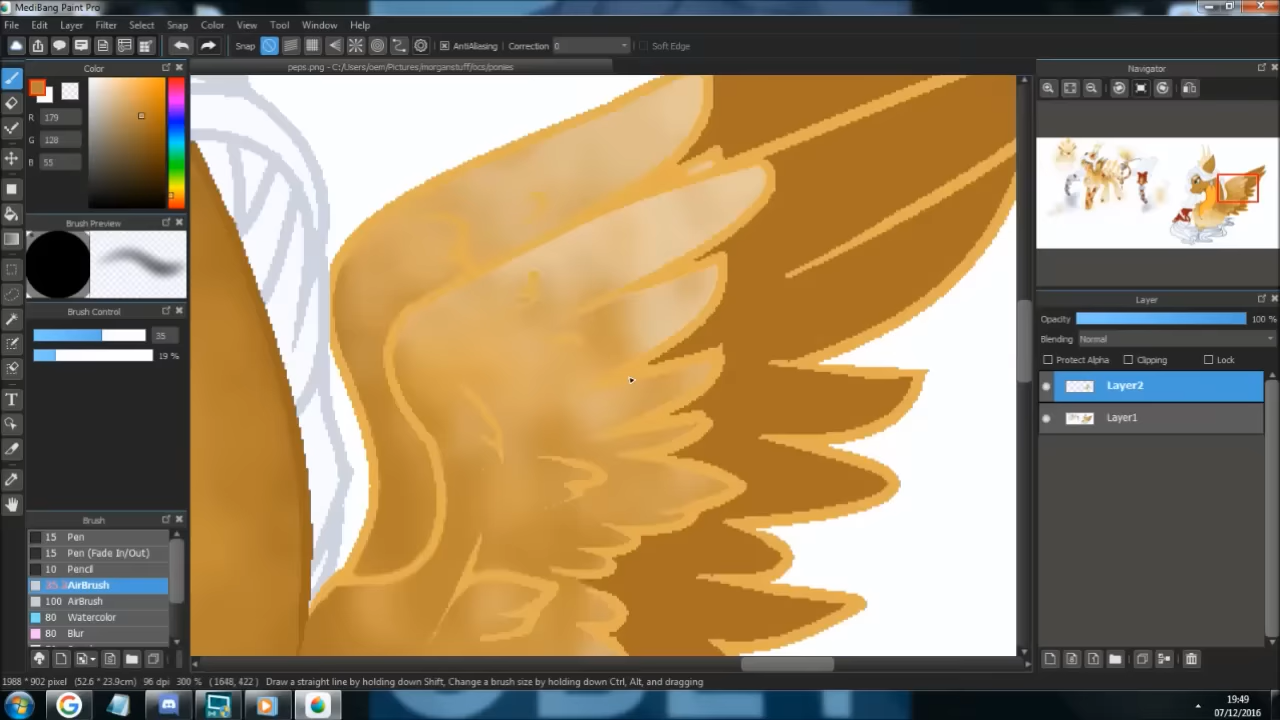 MediBang Paint Pro
File Edit Layer Filter Select Snap Color View Tool Window Help
Snap AntiAliasing Correction 0 Soft Edge
Color
peps.png - C:/Users/oem/Pictures/morganstuff/ocs/ponies
Navigator
R 179
G 128
B 55
Brush Preview
Brush Control
35
19 %
Layer
Opacity 100 %
Blending Normal
Protect Alpha Clipping Lock
Layer2
Layer1
T
Brush
15 Pen
15 Pen (Fade In/Out)
10 Pencil
AirBrush
100 AirBrush
80 Watercolor
80 Blur
1988 * 902 pixel (52.6 * 23.9cm) 96 dpi 300 % ( 1648, 422 ) Draw a straight line by holding down Shift, Change a brush size by holding down Ctrl, Alt, and dragging
19:49
07/12/2016